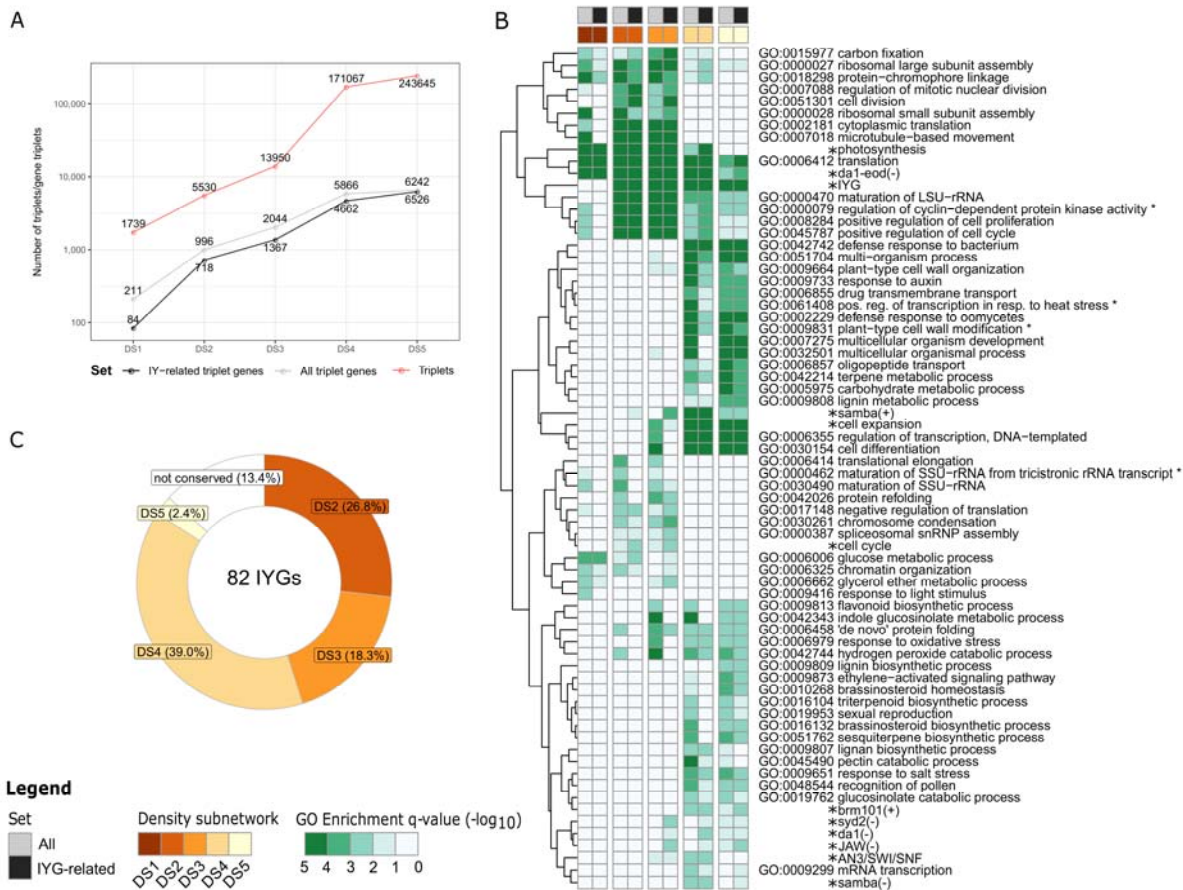 A
Number of triplets/gene triplets
100,000
10,000
1,000
100
1739
5530
13950
171067
243645
211
996
2044
5866
6242
84
718
1367
4662
6526
DS1
DS2
DS3
DS4
DS5
Set IY-related triplet genes All triplet genes Triplets
B
GO:0015977 carbon fixation
GO:0000027 ribosomal large subunit assembly
GO:0018298 protein-chromophore linkage
GO:0007088 regulation of mitotic nuclear division
GO:0051301 cell division
GO:0000028 ribosomal small subunit assembly
GO:0002181 cytoplasmic translation
GO:0007018 microtubule-based movement
*photosynthesis
GO:0006412 translation
*da1-eod(-)
*IYG
GO:0000470 maturation of LSU-rRNA
GO:0000079 regulation of cyclin-dependent protein kinase activity *
GO:0008284 positive regulation of cell proliferation
GO:0045787 positive regulation of cell cycle
GO:0042742 defense response to bacterium
GO:0051704 multi-organism process
GO:0009664 plant-type cell wall organization
GO:0009733 response to auxin
GO:0006855 drug transmembrane transport
GO:0061408 pos. reg. of transcription in resp. to heat stress *
GO:0002229 defense response to oomycetes
GO:0009831 plant-type cell wall modification *
GO:0007275 multicellular organism development
GO:0032501 multicellular organismal process
GO:0006857 oligopeptide transport
GO:0042214 terpene metabolic process
GO:0005975 carbohydrate metabolic process
GO:0009808 lignin metabolic process
*samba(+)
*cell expansion
GO:0006355 regulation of transcription, DNA-templated
GO:0030154 cell differentiation
GO:0006414 translational elongation
GO:0000462 maturation of SSU-rRNA from tricistronic rRNA transcript *
GO:0030490 maturation of SSU-rRNA
GO:0042026 protein refolding
GO:0017148 negative regulation of translation
GO:0030261 chromosome condensation
GO:0000387 spliceosomal snRNP assembly
*cell cycle
GO:0006006 glucose metabolic process
GO:0006325 chromatin organization
GO:0006662 glycerol ether metabolic process
GO:0009416 response to light stimulus
GO:0009813 flavonoid biosynthetic process
GO:0042343 indole glucosinolate metabolic process
GO:0006458 'de novo' protein folding
GO:0006979 response to oxidative stress
GO:0042744 hydrogen peroxide catabolic process
GO:0009809 lignin biosynthetic process
GO:0009873 ethylene-activated signaling pathway
GO:0010268 brassinosteroid homeostasis
GO:0016104 triterpenoid biosynthetic process
GO:0019953 sexual reproduction
GO:0016132 brassinosteroid biosynthetic process
GO:0051762 sesquiterpene biosynthetic process
GO:0009807 lignan biosynthetic process
GO:0045490 pectin catabolic process
GO:0009651 response to salt stress
GO:0048544 recognition of pollen
GO:0019762 glucosinolate catabolic process
*brm101(+)
*syd2(-)
*da1(-)
*JAW(-)
*AN3/SWI/SNF
GO:0009299 mRNA transcription
*samba(-)
C
not conserved (13.4%)
DS5 (2.4%)
DS2 (26.8%)
82 IYGs
DS4 (39.0%)
DS3 (18.3%)
Legend
Set
All
IYG-related
Density subnetwork
DS1 DS2 DS3 DS4 DS5
GO Enrichment q-value (-log10)
5 4 3 2 1 0